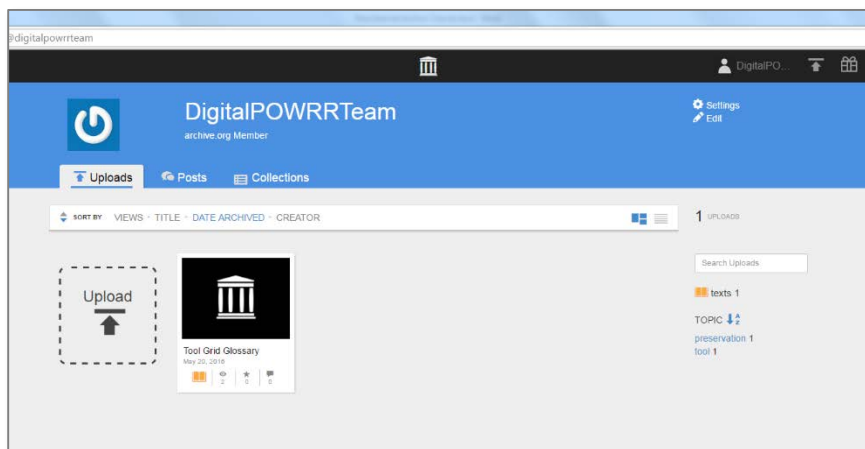 @digitalpowrrteam
DigitalPO...
DigitalPOWRRTeam
archive.org Member
Settings
Edit
Uploads Posts Collections
SORT BY VIEWS · TITLE · DATE ARCHIVED · CREATOR
1 UPLOADS
Search Uploads
Upload
texts 1
TOPIC
preservation 1
tool 1
Tool Grid Glossary
May 20, 2016
2 0 0